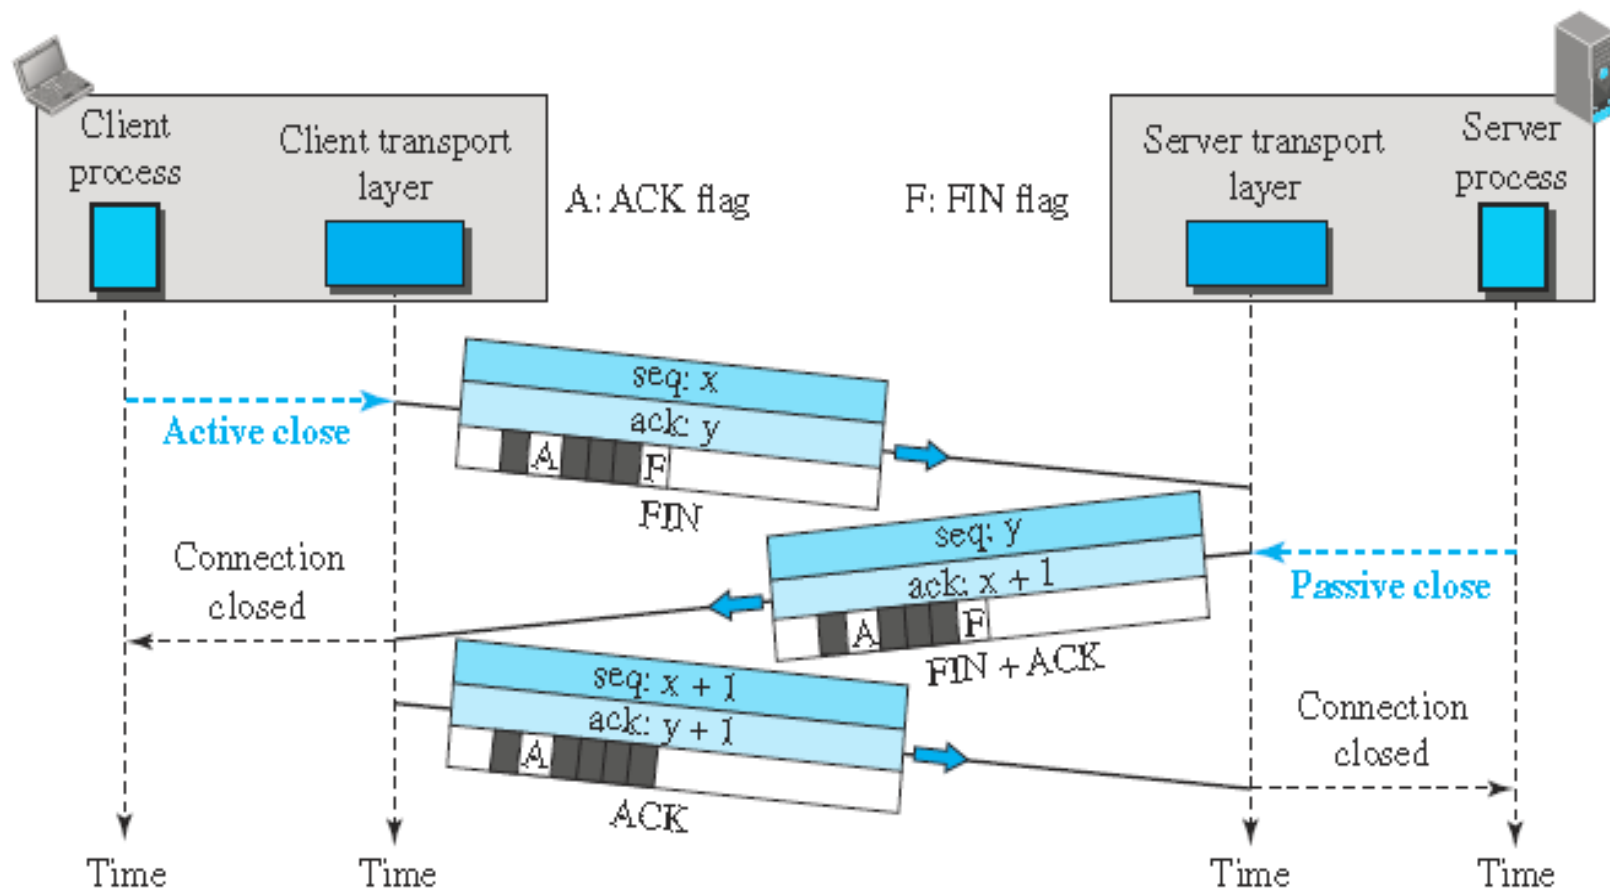 Client
process
Client transport
layer
A: ACK flag
F: FIN flag
Server transport
layer
Server
process
Active close
seq: x
ack: y
A
F
FIN
Passive close
seq: y
ack: x + 1
A
F
FIN + ACK
Connection
closed
seq: x + 1
ack: y + 1
A
ACK
Connection
closed
Time
Time
Time
Time